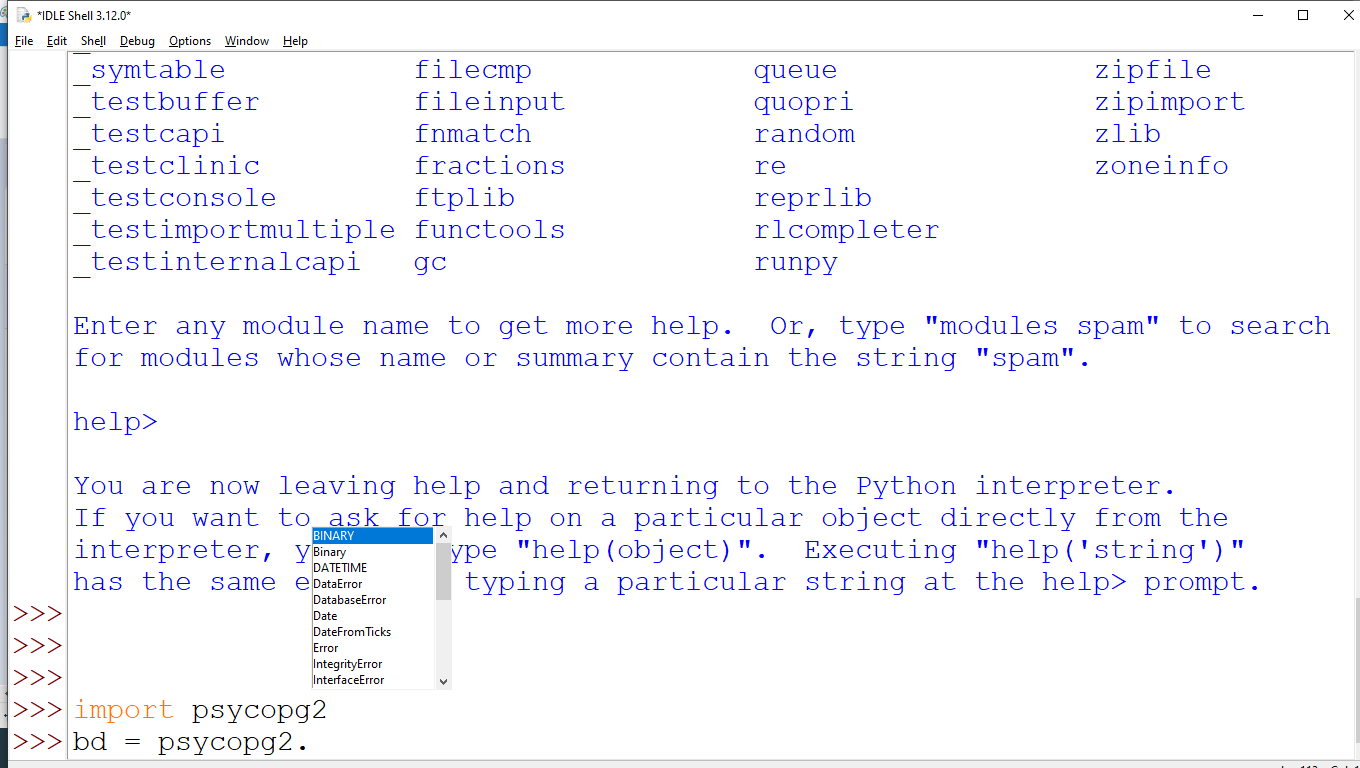 *IDLE Shell 3.12.0*
File Edit Shell Debug Options Window Help
_symtable filecmp queue zipfile
_testbuffer fileinput quopri zipimport
_testcapi fnmatch random zlib
_testclinic fractions re zoneinfo
_testconsole ftplib reprlib
_testimportmultiple functools rlcompleter
_testinternalcapi gc runpy
Enter any module name to get more help.  Or, type "modules spam" to search
for modules whose name or summary contain the string "spam".
help>
You are now leaving help and returning to the Python interpreter.
If you want to ask for help on a particular object directly from the
interpreter, "help(object)".  Executing "help('string')"
has the same typing a particular string at the help> prompt.
BINARY
Binary
DATETIME
DataError
DatabaseError
Date
DateFromTicks
Error
IntegrityError
InterfaceError
>>>
>>>
>>>
>>> import psycopg2
>>> bd = psycopg2.